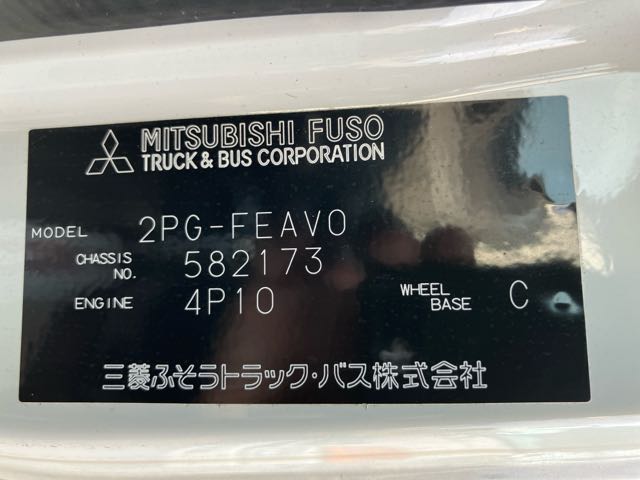 MITSUBISHI FUSO
TRUCK & BUS CORPORATION
MODEL 2PG-FEAV0
CHASSIS NO. 582173
ENGINE 4P10 WHEEL BASE C
三菱ふそうトラック・バス株式会社